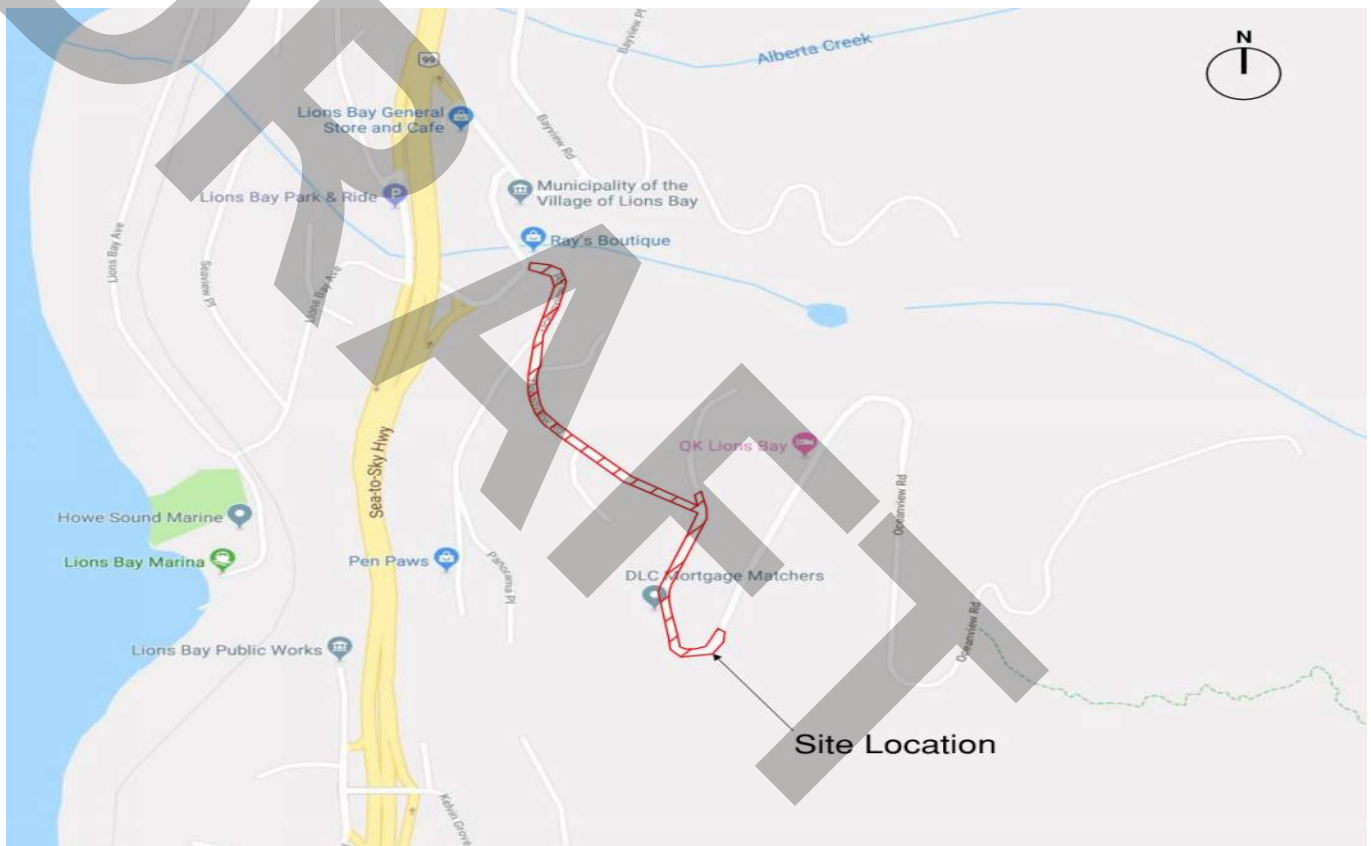 Alberta Creek
N
Bayview Pl
99
Lions Bay General
Store and Cafe
Bayview Rd
Lions Bay Park & Ride
P
Municipality of the
Village of Lions Bay
Ray's Boutique
Lions Bay Ave
Seaview Pl
Lions Bay Ave
Sea-to-Sky Hwy
QK Lions Bay
Oceanview Rd
Howe Sound Marine
Lions Bay Marina
Pen Paws
Panorama Pl
DLC Mortgage Matchers
Oceanview Rd
Lions Bay Public Works
Site Location
Kelvin Grove
DRAFT